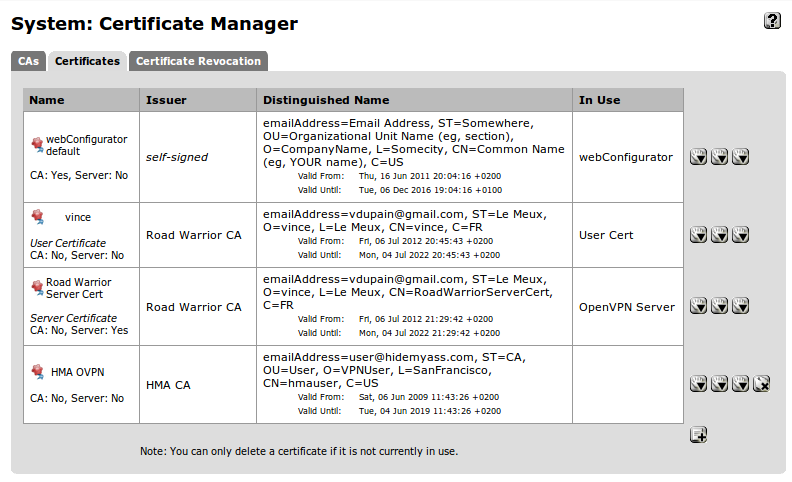 System: Certificate Manager
?
CAs
Certificates
Certificate Revocation
Name
Issuer
Distinguished Name
In Use
webConfigurator
default
CA: Yes, Server: No
self-signed
emailAddress=Email Address, ST=Somewhere,
OU=Organizational Unit Name (eg, section),
O=CompanyName, L=Somecity, CN=Common Name
(eg, YOUR name), C=US
Valid From: Thu, 16 Jun 2011 20:04:16 +0200
Valid Until: Tue, 06 Dec 2016 19:04:16 +0100
webConfigurator
vince
User Certificate
CA: No, Server: No
Road Warrior CA
emailAddress=vdupain@gmail.com, ST=Le Meux,
O=vince, L=Le Meux, CN=vince, C=FR
Valid From: Fri, 06 Jul 2012 20:45:43 +0200
Valid Until: Mon, 04 Jul 2022 20:45:43 +0200
User Cert
Road Warrior
Server Cert
Server Certificate
CA: No, Server: Yes
Road Warrior CA
emailAddress=vdupain@gmail.com, ST=Le Meux,
O=vince, L=Le Meux, CN=RoadWarriorServerCert,
C=FR
Valid From: Fri, 06 Jul 2012 21:29:42 +0200
Valid Until: Mon, 04 Jul 2022 21:29:42 +0200
OpenVPN Server
HMA OVPN
CA: No, Server: No
HMA CA
emailAddress=user@hidemyass.com, ST=CA,
OU=User, O=VPNUser, L=SanFrancisco,
CN=hmauser, C=US
Valid From: Sat, 06 Jun 2009 11:43:26 +0200
Valid Until: Tue, 04 Jun 2019 11:43:26 +0200
Note: You can only delete a certificate if it is not currently in use.